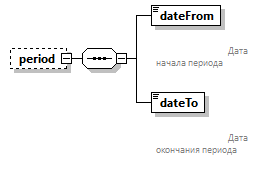 dateFrom
Дата
начала периода
period
dateTo
Дата
окончания периода